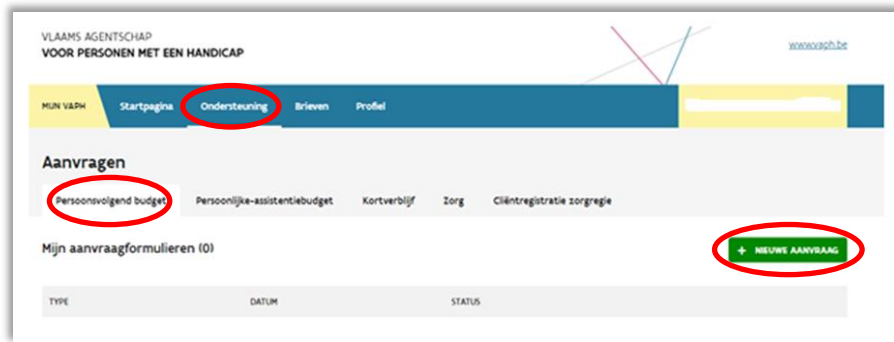 VLAAMS AGENTSCHAP
VOOR PERSONEN MET EEN HANDICAP
www.vaph.be
MIJN VAPH Startpagina Ondersteuning Brieven Profiel
Aanvragen
Persoonsvolgend budget Persoonlijke-assistentiebudget Kortverblijf Zorg Cliëntregistratie zorgregie
Mijn aanvraagformulieren (0)
+ NIEUWE AANVRAAG
TYPE DATUM STATUS